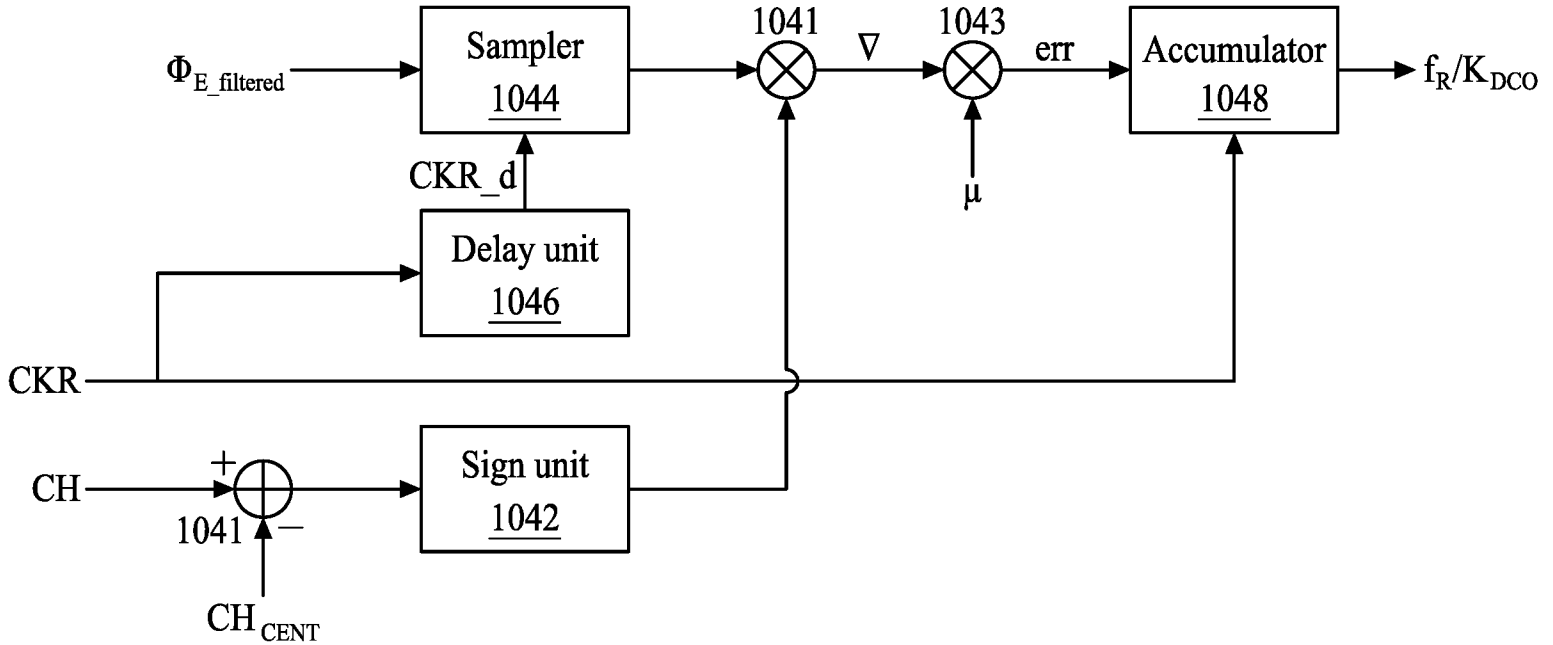 Φ_E_filtered
Sampler
1044
1041
∇
1043
err
Accumulator
1048
f_R/K_DCO
CKR_d
μ
Delay unit
1046
CKR
CH
+
1041
−
Sign unit
1042
CH_CENT